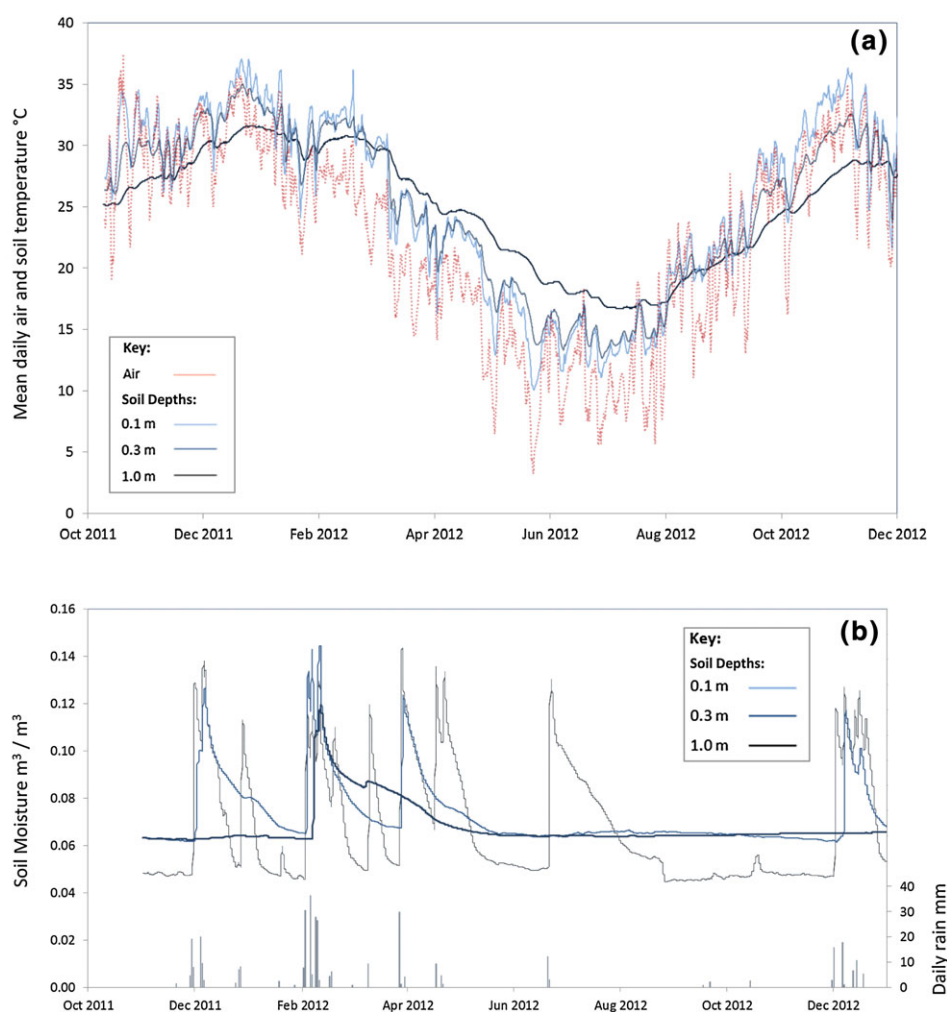 (a)
Mean daily air and soil temperature °C
40
35
30
25
20
15
10
5
0
Key:
Air
Soil Depths:
0.1 m
0.3 m
1.0 m
Oct 2011 Dec 2011 Feb 2012 Apr 2012 Jun 2012 Aug 2012 Oct 2012 Dec 2012
(b)
Soil Moisture m³ / m³
0.16
0.14
0.12
0.10
0.08
0.06
0.04
0.02
0.00
Key:
Soil Depths:
0.1 m
0.3 m
1.0 m
Daily rain mm
40
30
20
10
0
Oct 2011 Dec 2011 Feb 2012 Apr 2012 Jun 2012 Aug 2012 Oct 2012 Dec 2012